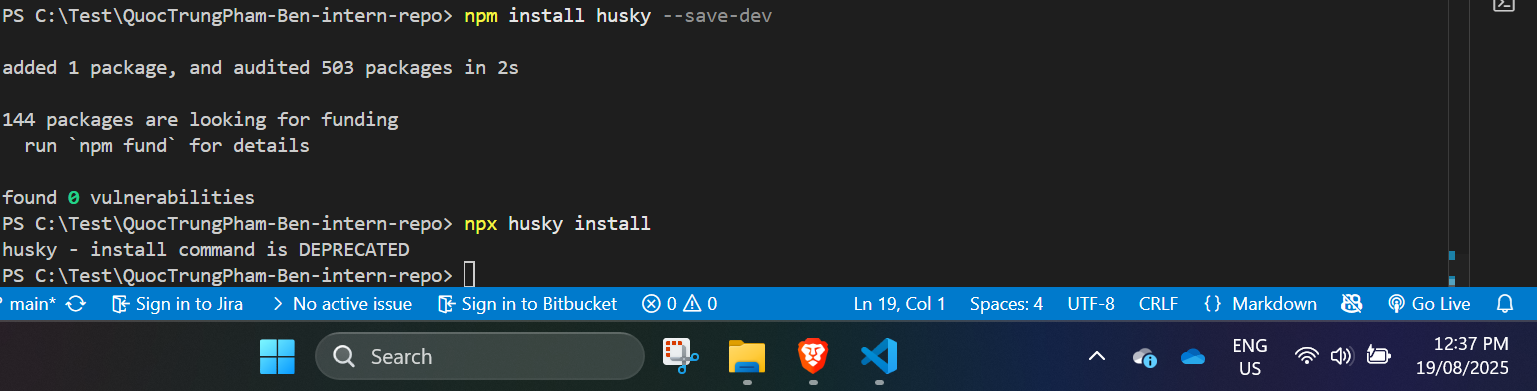 PS C:\Test\QuocTrungPham-Ben-intern-repo> npm install husky --save-dev
added 1 package, and audited 503 packages in 2s
144 packages are looking for funding
  run `npm fund` for details
found 0 vulnerabilities
PS C:\Test\QuocTrungPham-Ben-intern-repo> npx husky install
husky - install command is DEPRECATED
PS C:\Test\QuocTrungPham-Ben-intern-repo>
main* Sign in to Jira No active issue Sign in to Bitbucket 0 0 Ln 19, Col 1 Spaces: 4 UTF-8 CRLF {} Markdown Go Live
Search ENG 12:37 PM
US 19/08/2025